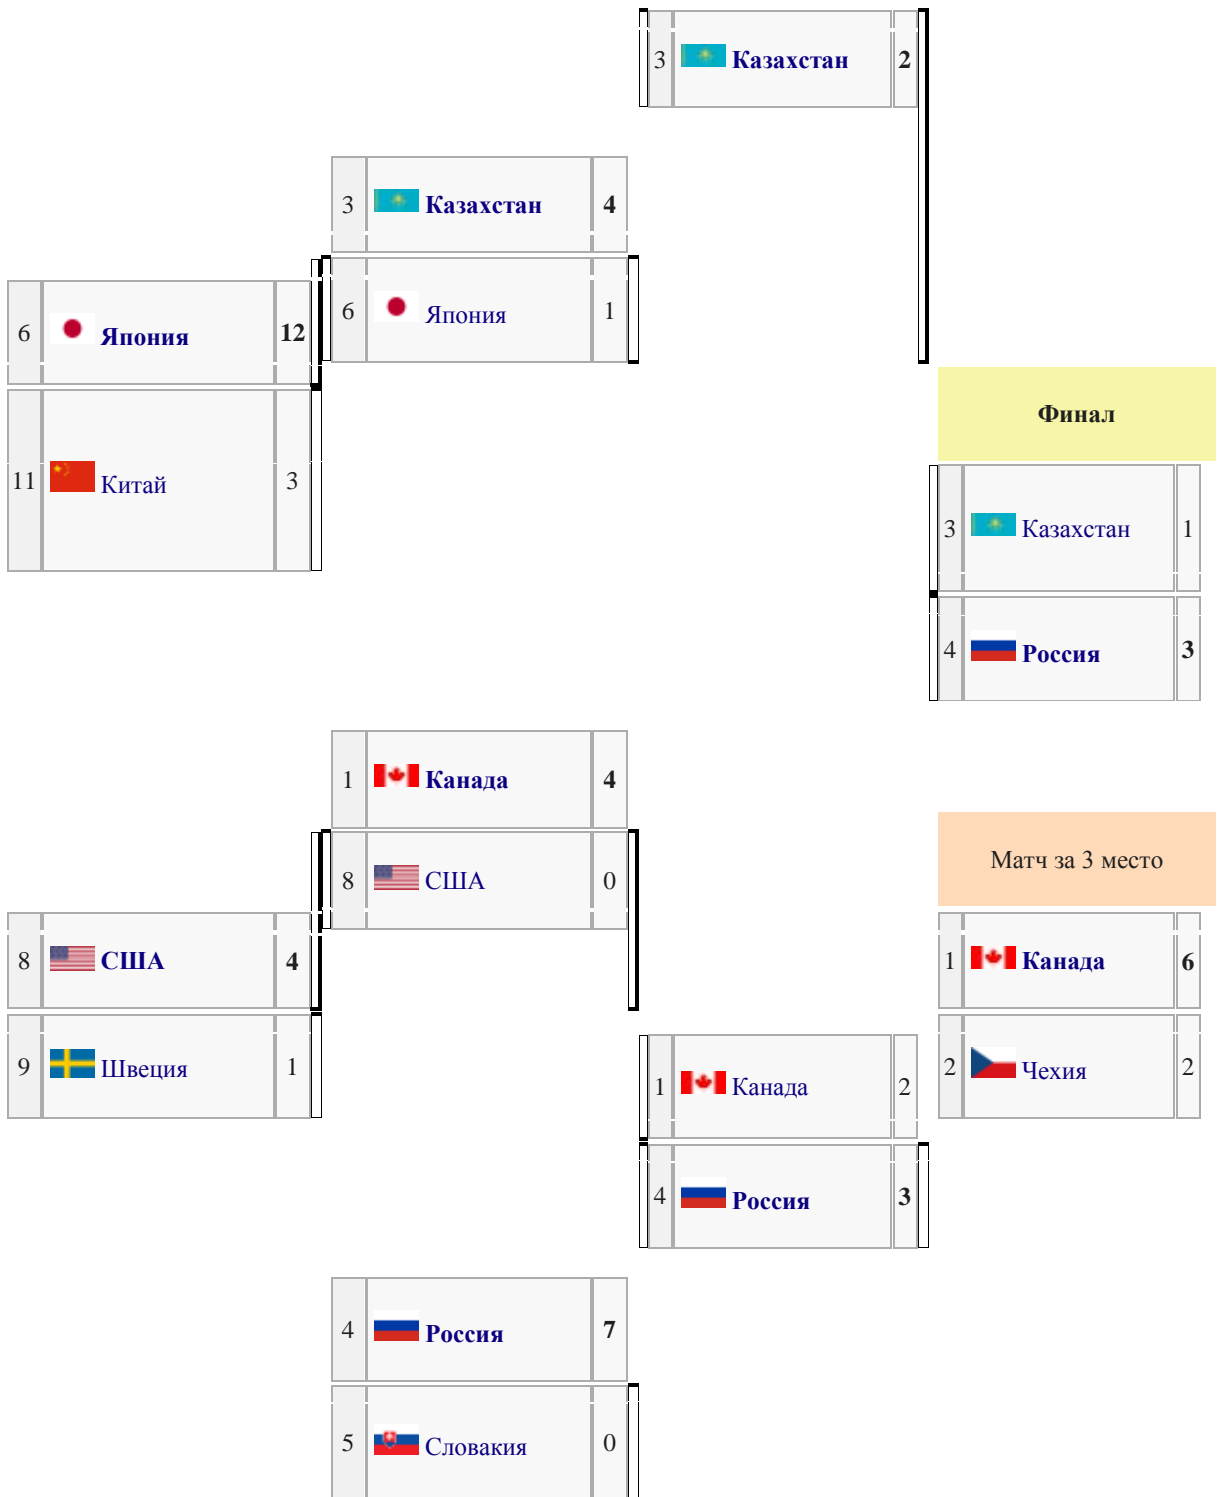 3 Казахстан 2
3 Казахстан 4
6 Япония 1
6 Япония 12
11 Китай 3
Финал
3 Казахстан 1
4 Россия 3
1 Канада 4
8 США 0
8 США 4
9 Швеция 1
Матч за 3 место
1 Канада 6
2 Чехия 2
1 Канада 2
4 Россия 3
4 Россия 7
5 Словакия 0